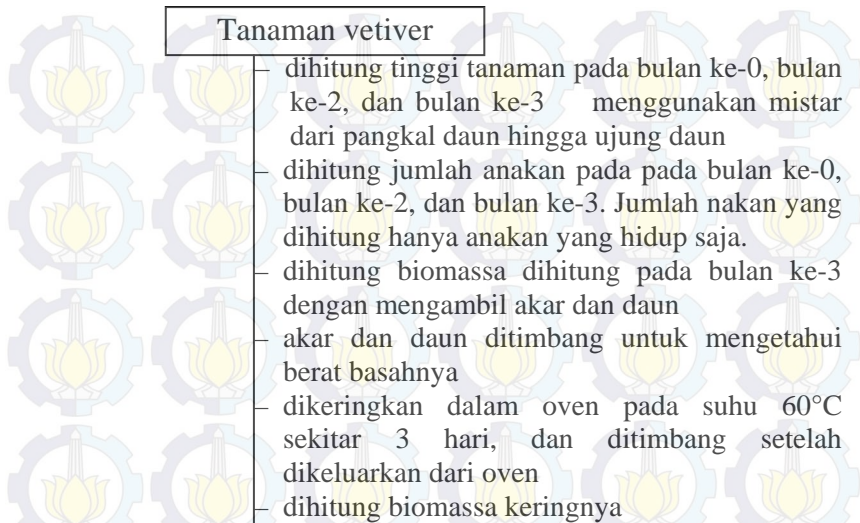 Tanaman vetiver
– dihitung tinggi tanaman pada bulan ke-0, bulan
ke-2, dan bulan ke-3 menggunakan mistar
dari pangkal daun hingga ujung daun
– dihitung jumlah anakan pada pada bulan ke-0,
bulan ke-2, dan bulan ke-3. Jumlah nakan yang
dihitung hanya anakan yang hidup saja.
– dihitung biomassa dihitung pada bulan ke-3
dengan mengambil akar dan daun
– akar dan daun ditimbang untuk mengetahui
berat basahnya
– dikeringkan dalam oven pada suhu 60°C
sekitar 3 hari, dan ditimbang setelah
dikeluarkan dari oven
– dihitung biomassa keringnya